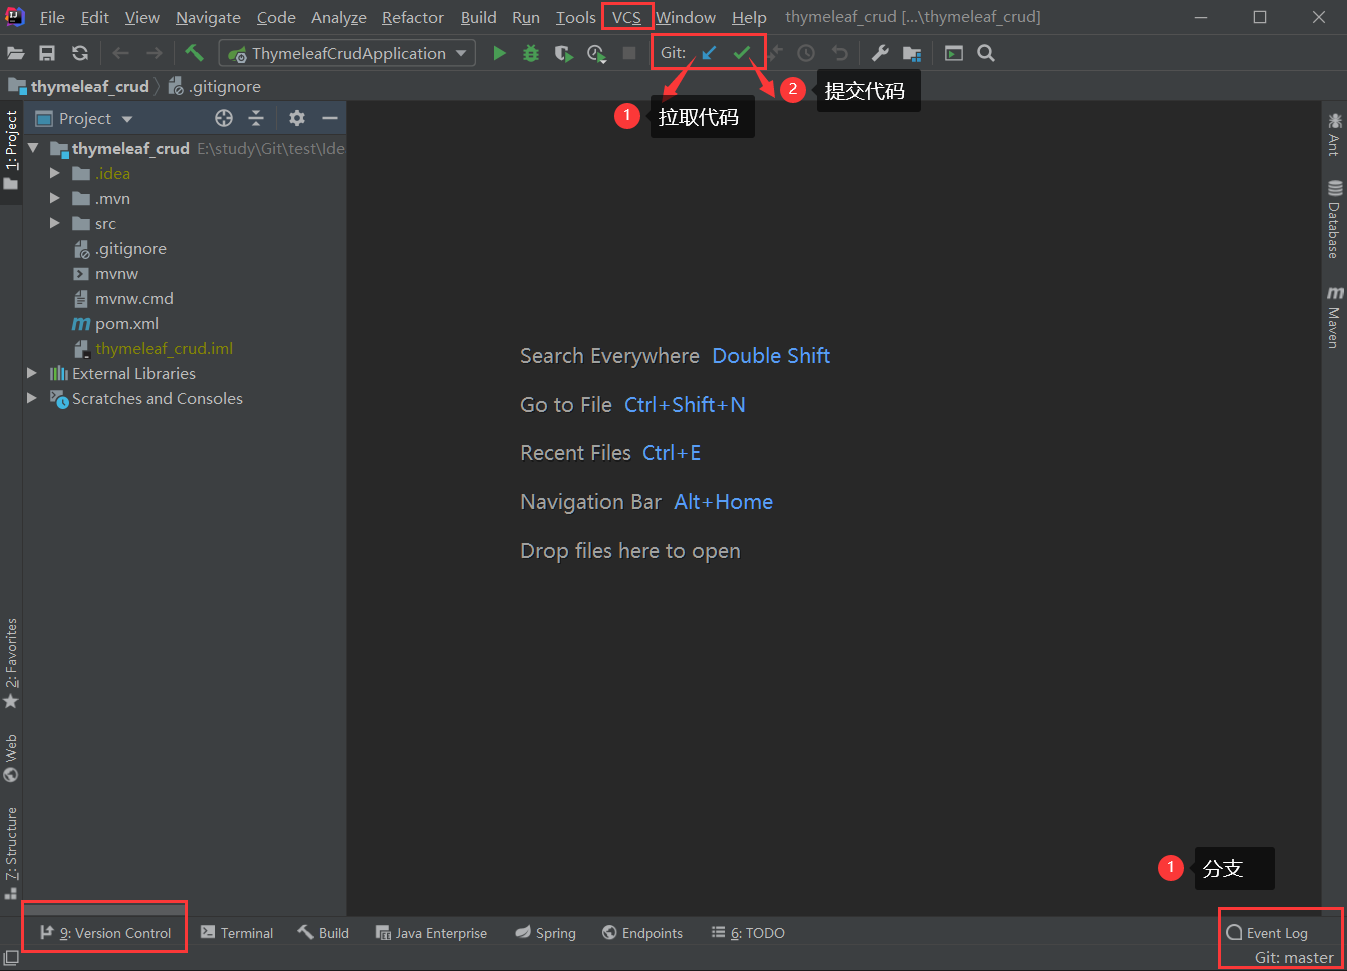 File Edit View Navigate Code Analyze Refactor Build Run Tools VCS Window Help thymeleaf_crud [...\thymeleaf_crud]
ThymeleafCrudApplication Git:
2 提交代码
1 拉取代码
thymeleaf_crud .gitignore
Project
1: Project
thymeleaf_crud E:\study\Git\test\Ide
.idea
.mvn
src
.gitignore
mvnw
mvnw.cmd
pom.xml
thymeleaf_crud.iml
External Libraries
Scratches and Consoles
Ant
Database
Maven
Search Everywhere Double Shift
Go to File Ctrl+Shift+N
Recent Files Ctrl+E
Navigation Bar Alt+Home
Drop files here to open
2: Favorites
Web
Z: Structure
1 分支
9: Version Control Terminal Build Java Enterprise Spring Endpoints 6: TODO Event Log
Git: master